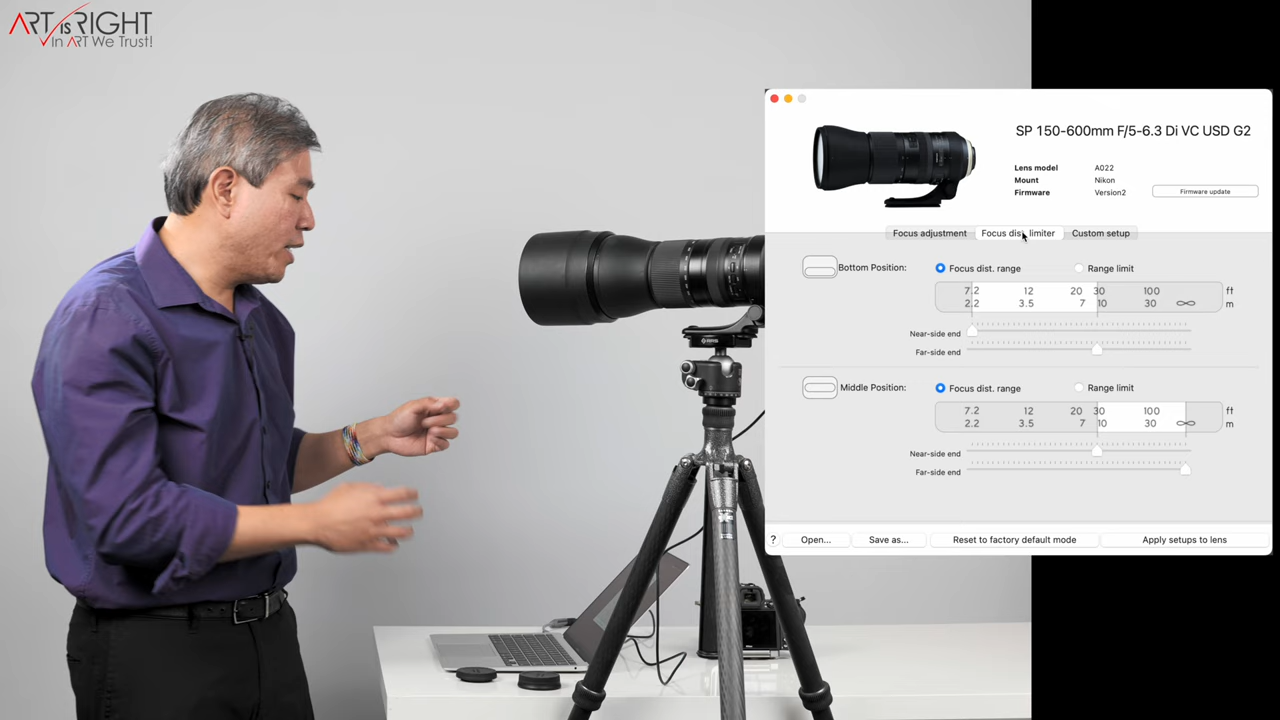 ART is RIGHT
In ART We Trust!
SP 150-600mm F/5-6.3 Di VC USD G2
Lens model A022
Mount Nikon
Firmware Version2 Firmware update
Focus adjustment Focus dist. limiter Custom setup
Bottom Position: Focus dist. range Range limit
7.2 12 20 30 100 ft
2.2 3.5 7 10 30 ∞ m
Near-side end
Far-side end
Middle Position: Focus dist. range Range limit
7.2 12 20 30 100 ft
2.2 3.5 7 10 30 ∞ m
Near-side end
Far-side end
? Open... Save as... Reset to factory default mode Apply setups to lens